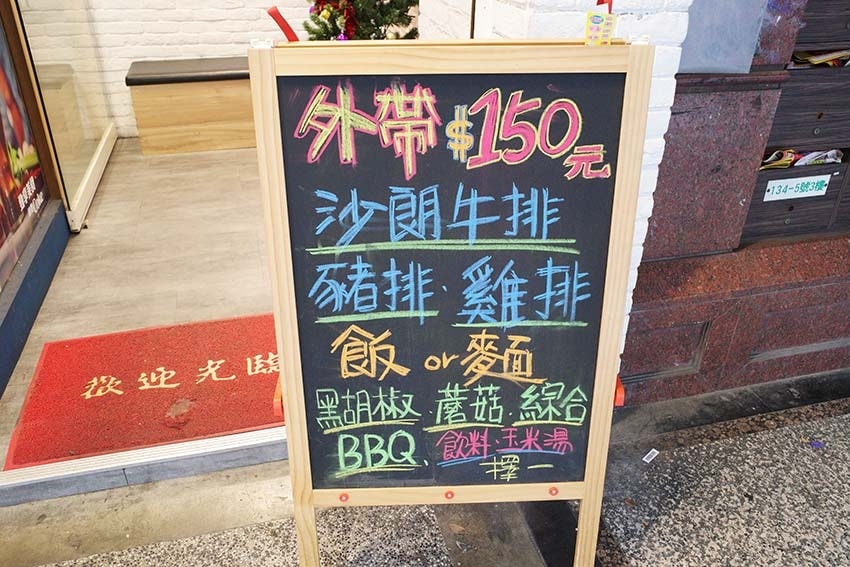 外帶 $150元
沙朗牛排
豬排.雞排
飯 or 麵
黑胡椒.蘑菇.綜合
BBQ、飲料.玉米湯
擇一
歡迎光臨
134-5號3樓